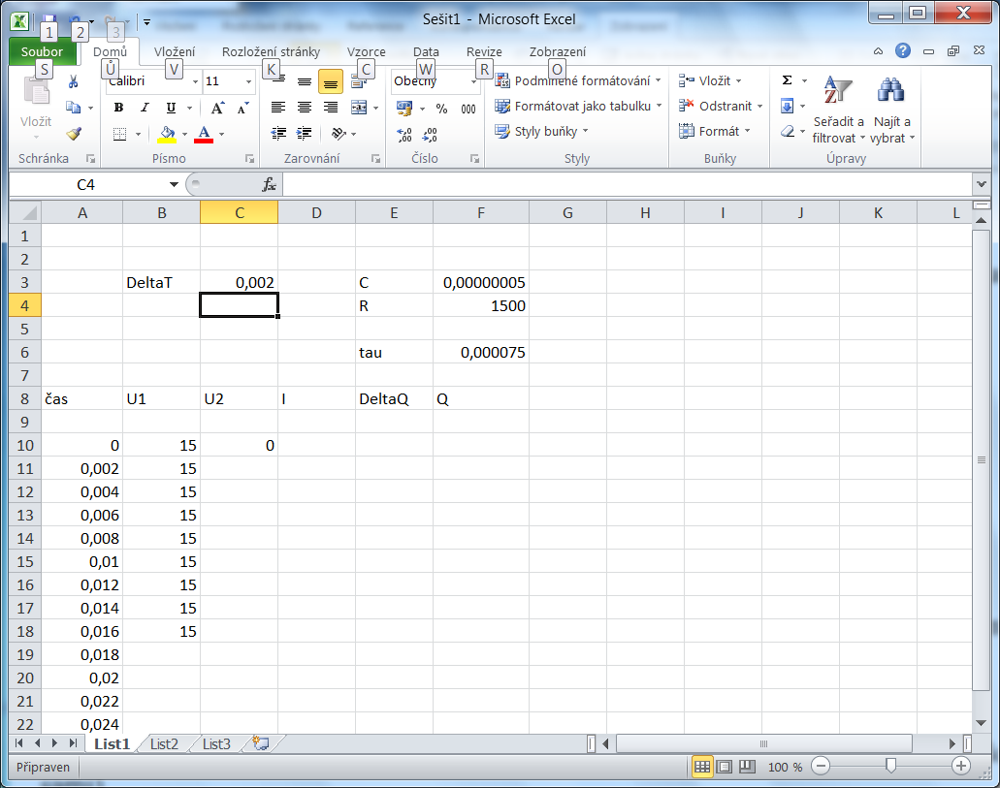 Sešit1 - Microsoft Excel
1 2 3
Soubor Domů Vložení Rozložení stránky Vzorce Data Revize Zobrazení
S Ů V K C W R O
Vložit
Schránka
Calibri 11
B I U A A
A
Písmo
Zarovnání
Obecný
% 000
,0 ,00 ,00 ,0
Číslo
Podmíněné formátování
Formátovat jako tabulku
Styly buňky
Styly
Vložit
Odstranit
Formát
Buňky
Σ
Seřadit a filtrovat
Najít a vybrat
Úpravy
C4 fx
A B C D E F G H I J K L
1
2
3 DeltaT 0,002 C 0,00000005
4 R 1500
5
6 tau 0,000075
7
8 čas U1 U2 I DeltaQ Q
9
10 0 15 0
11 0,002 15
12 0,004 15
13 0,006 15
14 0,008 15
15 0,01 15
16 0,012 15
17 0,014 15
18 0,016 15
19 0,018
20 0,02
21 0,022
22 0,024
List1 List2 List3
Připraven 100 %